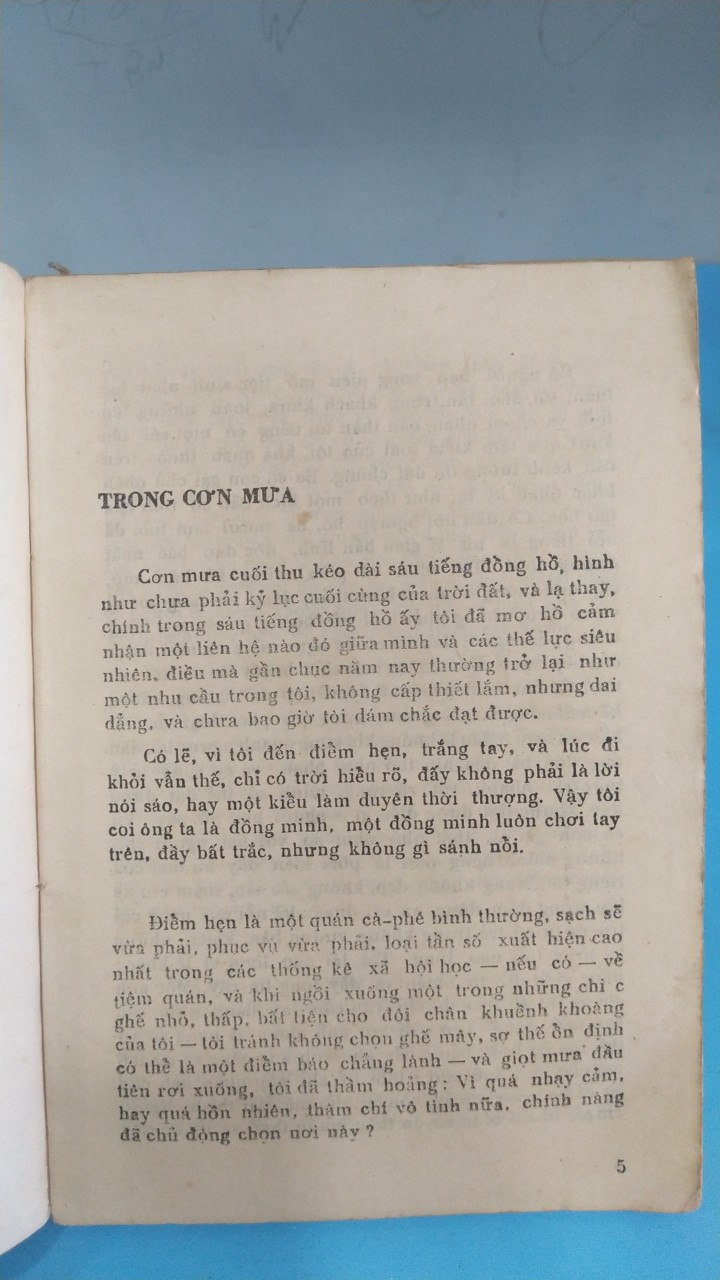 TRONG CƠN MƯA
Cơn mưa cuối thu kéo dài sáu tiếng đồng hồ, hình
như chưa phải kỷ lục cuối cùng của trời đất, và lạ thay,
chính trong sáu tiếng đồng hồ ấy tôi đã mơ hồ cảm
nhận một liên hệ nào đó giữa mình và các thế lực siêu
nhiên, điều mà gần chục năm nay thường trở lại như
một nhu cầu trong tôi, không cấp thiết lắm, nhưng dai
dẳng, và chưa bao giờ tôi dám chắc đạt được.
Có lẽ, vì tôi đến điểm hẹn, trắng tay, và lúc đi
khỏi vẫn thế, chỉ có trời hiểu rõ, đấy không phải là lời
nói sáo, hay một kiểu làm duyên thời thượng. Vậy tôi
coi ông ta là đồng minh, một đồng minh luôn chơi tay
trên, đầy bất trắc, nhưng không gì sánh nổi.
Điểm hẹn là một quán cà-phê bình thường, sạch sẽ
vừa phải, phục vụ vừa phải, loại tần số xuất hiện cao
nhất trong các thống kê xã hội học — nếu có — về
tiệm quán, và khi ngồi xuống một trong những chi c
ghế nhỏ, thấp, bất tiện cho đôi chân khuềnh khoàng
của tôi — tôi tránh không chọn ghế mây, sợ thế ổn định
có thể là một điềm báo chẳng lành — và giọt mưa đầu
tiên rơi xuống, tôi đã thầm hoảng : Vì quá nhạy cảm,
hay quá hồn nhiên, thậm chí vô tình nữa, chính nàng
đã chủ động chọn nơi này ?
5